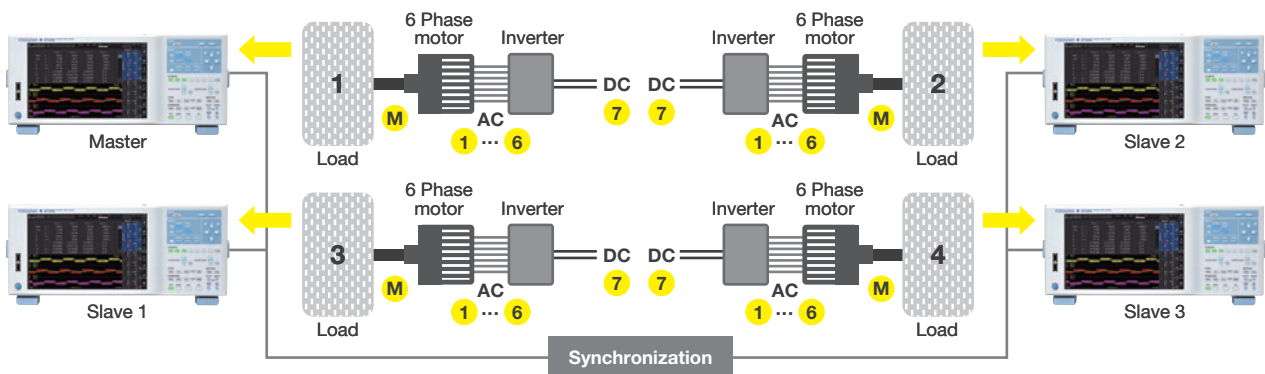 6 Phase
motor
Inverter
1
M
AC
1 ··· 6
DC
7
Load
Master
DC
7
Inverter
6 Phase
motor
2
AC
1 ··· 6
M
Load
Slave 2
6 Phase
motor
Inverter
3
M
AC
1 ··· 6
DC
7
Load
Slave 1
DC
7
Inverter
6 Phase
motor
4
AC
1 ··· 6
M
Load
Slave 3
Synchronization